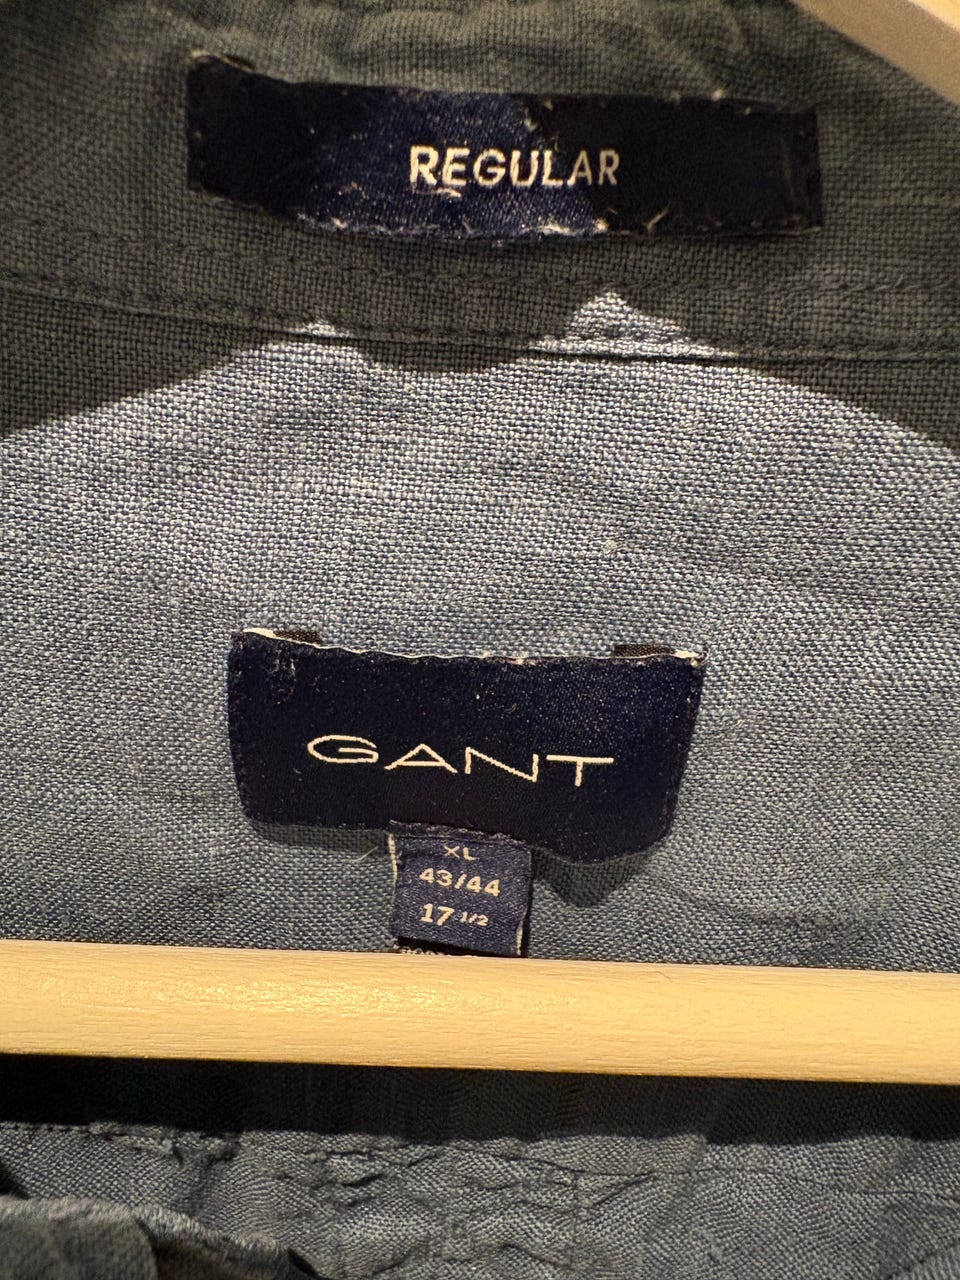 REGULAR
GANT
XL
43/44
17 1/2